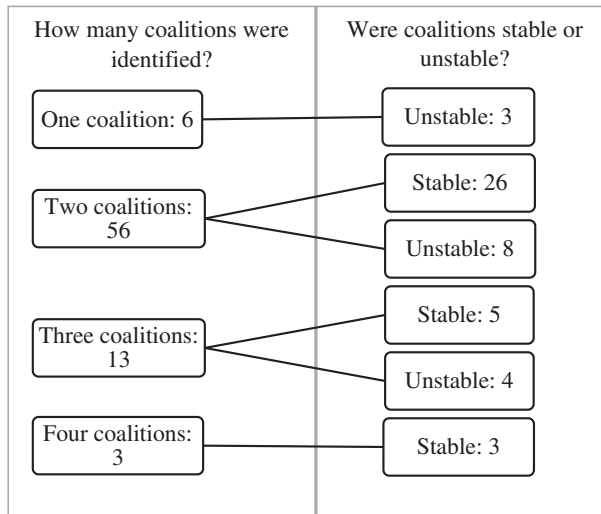 How many coalitions were
identified?
Were coalitions stable or
unstable?
One coalition: 6
Unstable: 3
Two coalitions:
56
Stable: 26
Unstable: 8
Three coalitions:
13
Stable: 5
Unstable: 4
Four coalitions:
3
Stable: 3